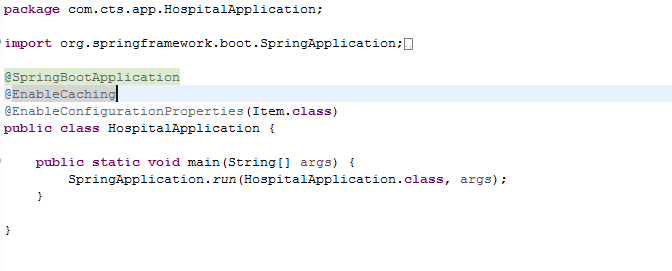 package com.cts.app.HospitalApplication;
import org.springframework.boot.SpringApplication;
@SpringBootApplication
@EnableCaching
@EnableConfigurationProperties(Item.class)
public class HospitalApplication {
public static void main(String[] args) {
SpringApplication.run(HospitalApplication.class, args);
}
}